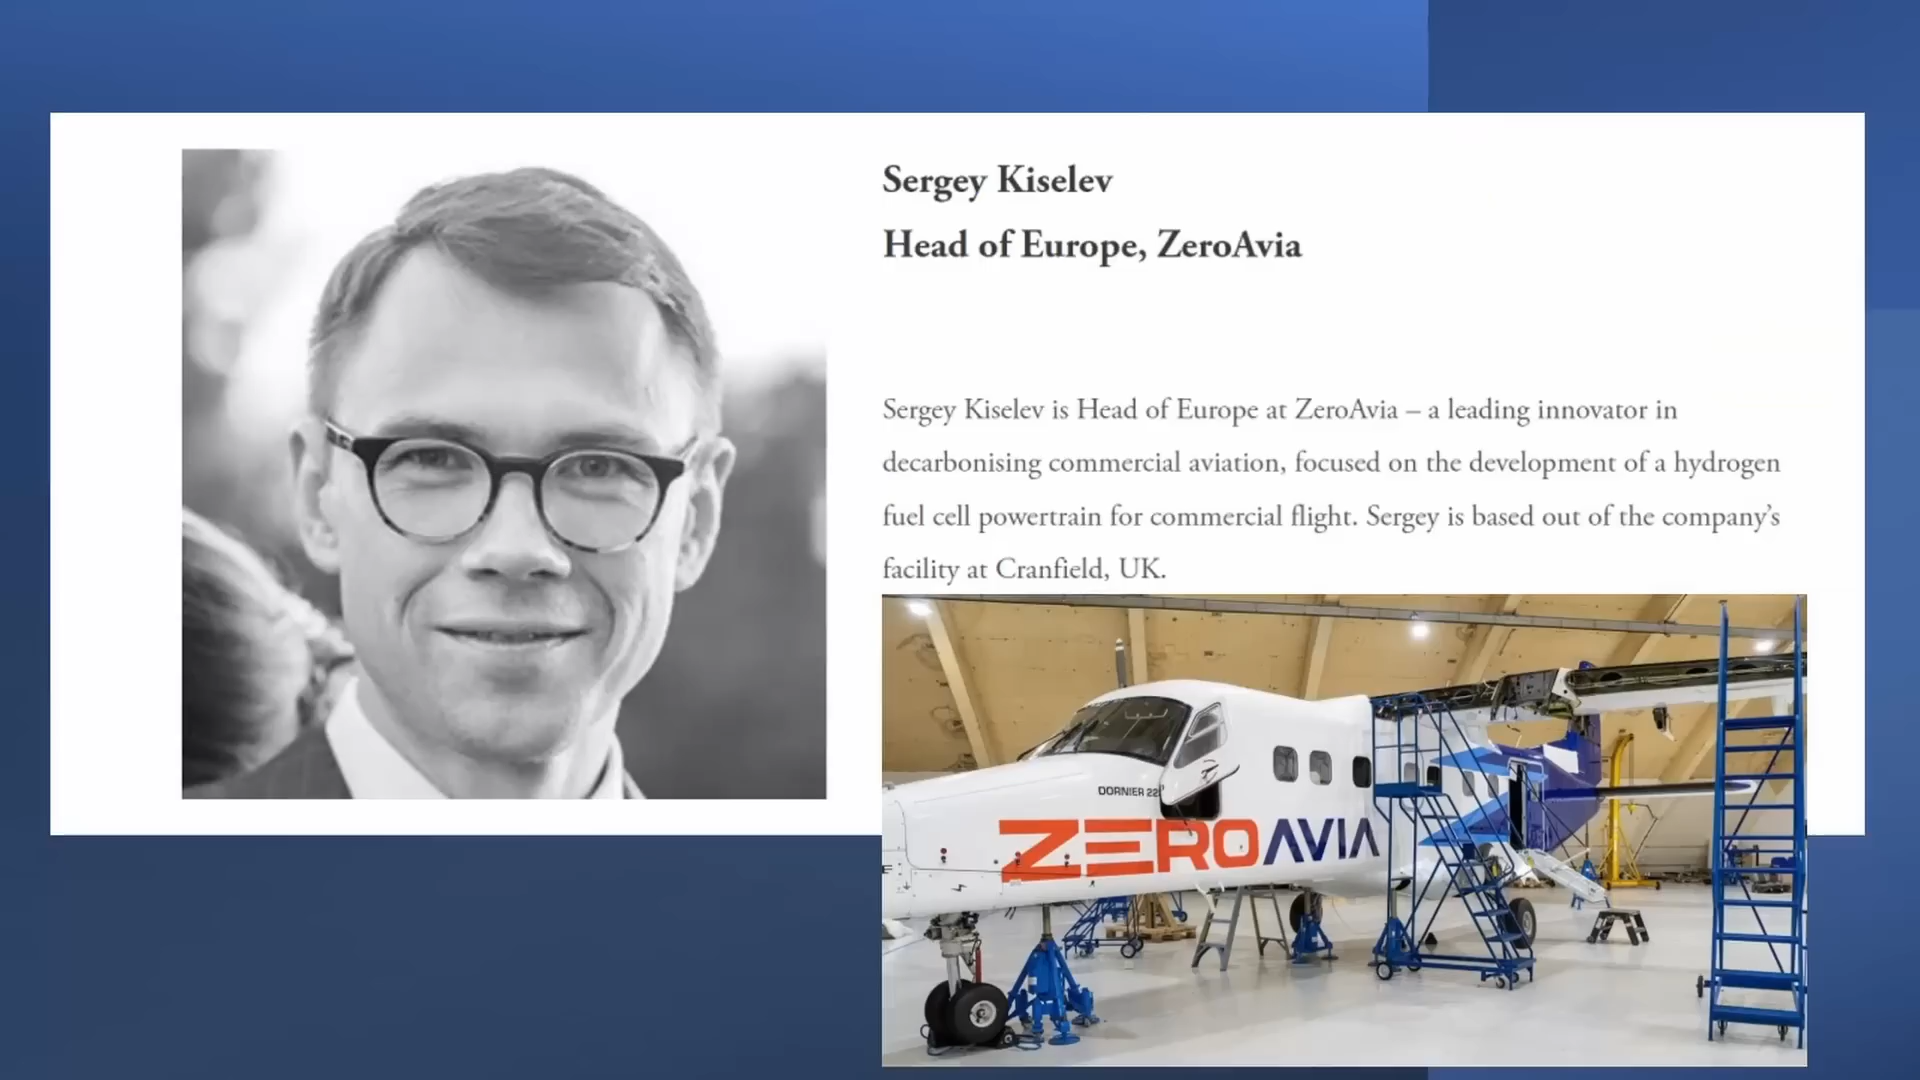 Sergey Kiselev
Head of Europe, ZeroAvia
Sergey Kiselev is Head of Europe at ZeroAvia – a leading innovator in
decarbonising commercial aviation, focused on the development of a hydrogen
fuel cell powertrain for commercial flight. Sergey is based out of the company’s
facility at Cranfield, UK.
DORNIER 22
ZEROAVIA